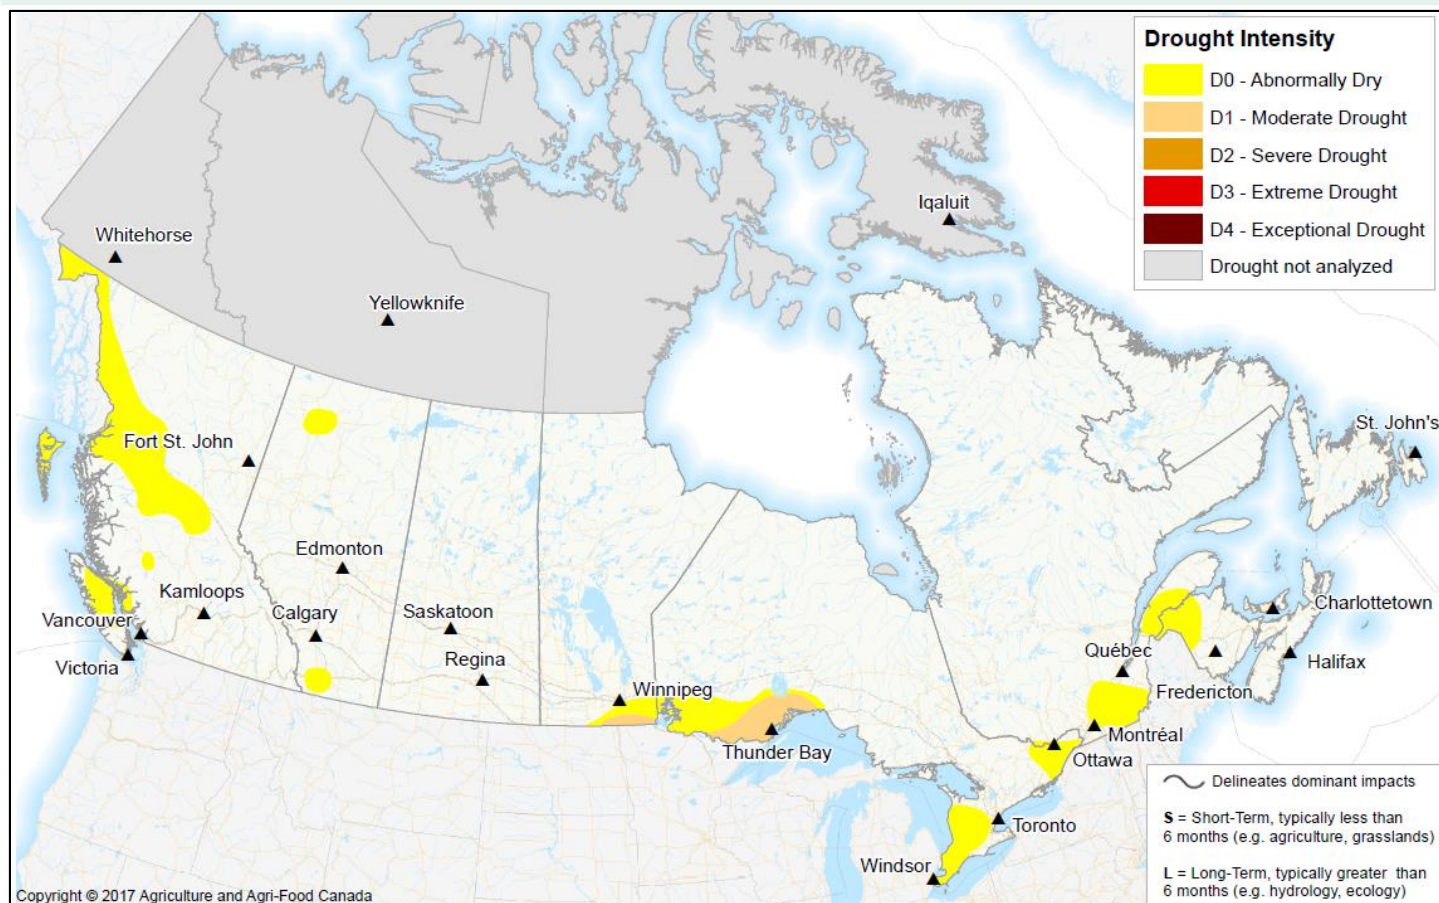 Drought Intensity
D0 - Abnormally Dry
D1 - Moderate Drought
D2 - Severe Drought
D3 - Extreme Drought
D4 - Exceptional Drought
Drought not analyzed
Iqaluit
Whitehorse
Yellowknife
St. John's
Fort St. John
Edmonton
Kamloops
Calgary
Saskatoon
Charlottetown
Vancouver
Victoria
Regina
Québec
Halifax
Winnipeg
Fredericton
Montréal
Thunder Bay
Ottawa
Toronto
Windsor
Delineates dominant impacts
S = Short-Term, typically less than
6 months (e.g. agriculture, grasslands)
L = Long-Term, typically greater than
6 months (e.g. hydrology, ecology)
Copyright © 2017 Agriculture and Agri-Food Canada